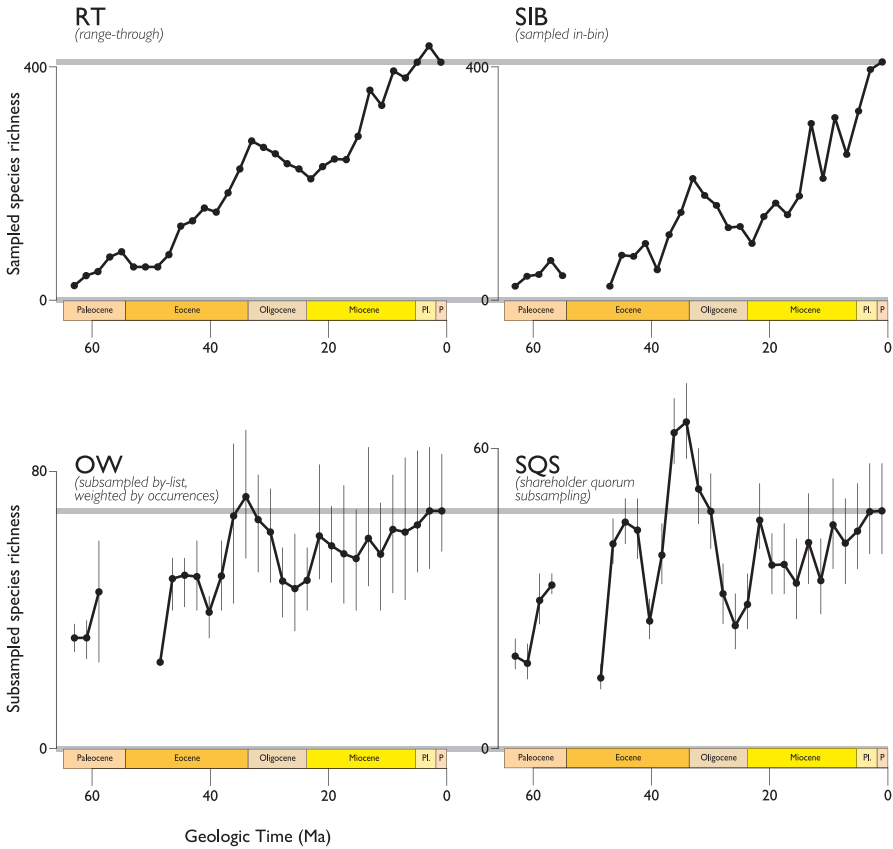 RT
(range-through)
SIB
(sampled in-bin)
Sampled species richness
400
0
Paleocene
Eocene
Oligocene
Miocene
Pl.
P
60
40
20
0
400
0
Paleocene
Eocene
Oligocene
Miocene
Pl.
P
60
40
20
0
OW
(subsampled by-list,
weighted by occurrences)
SQS
(shareholder quorum
subsampling)
Subsampled species richness
80
0
Paleocene
Eocene
Oligocene
Miocene
Pl.
P
60
40
20
0
60
0
Paleocene
Eocene
Oligocene
Miocene
Pl.
P
60
40
20
0
Geologic Time (Ma)